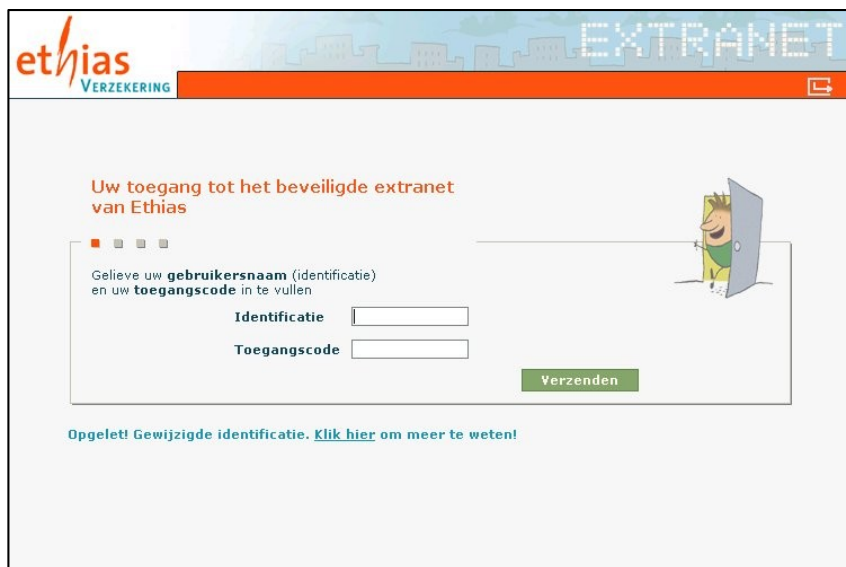 EXTRANET
ethias
VERZEKERING
Uw toegang tot het beveiligde extranet
van Ethias
Gelieve uw gebruikersnaam (identificatie)
en uw toegangscode in te vullen
Identificatie
Toegangscode
Verzenden
Opgelet! Gewijzigde identificatie. Klik hier om meer te weten!